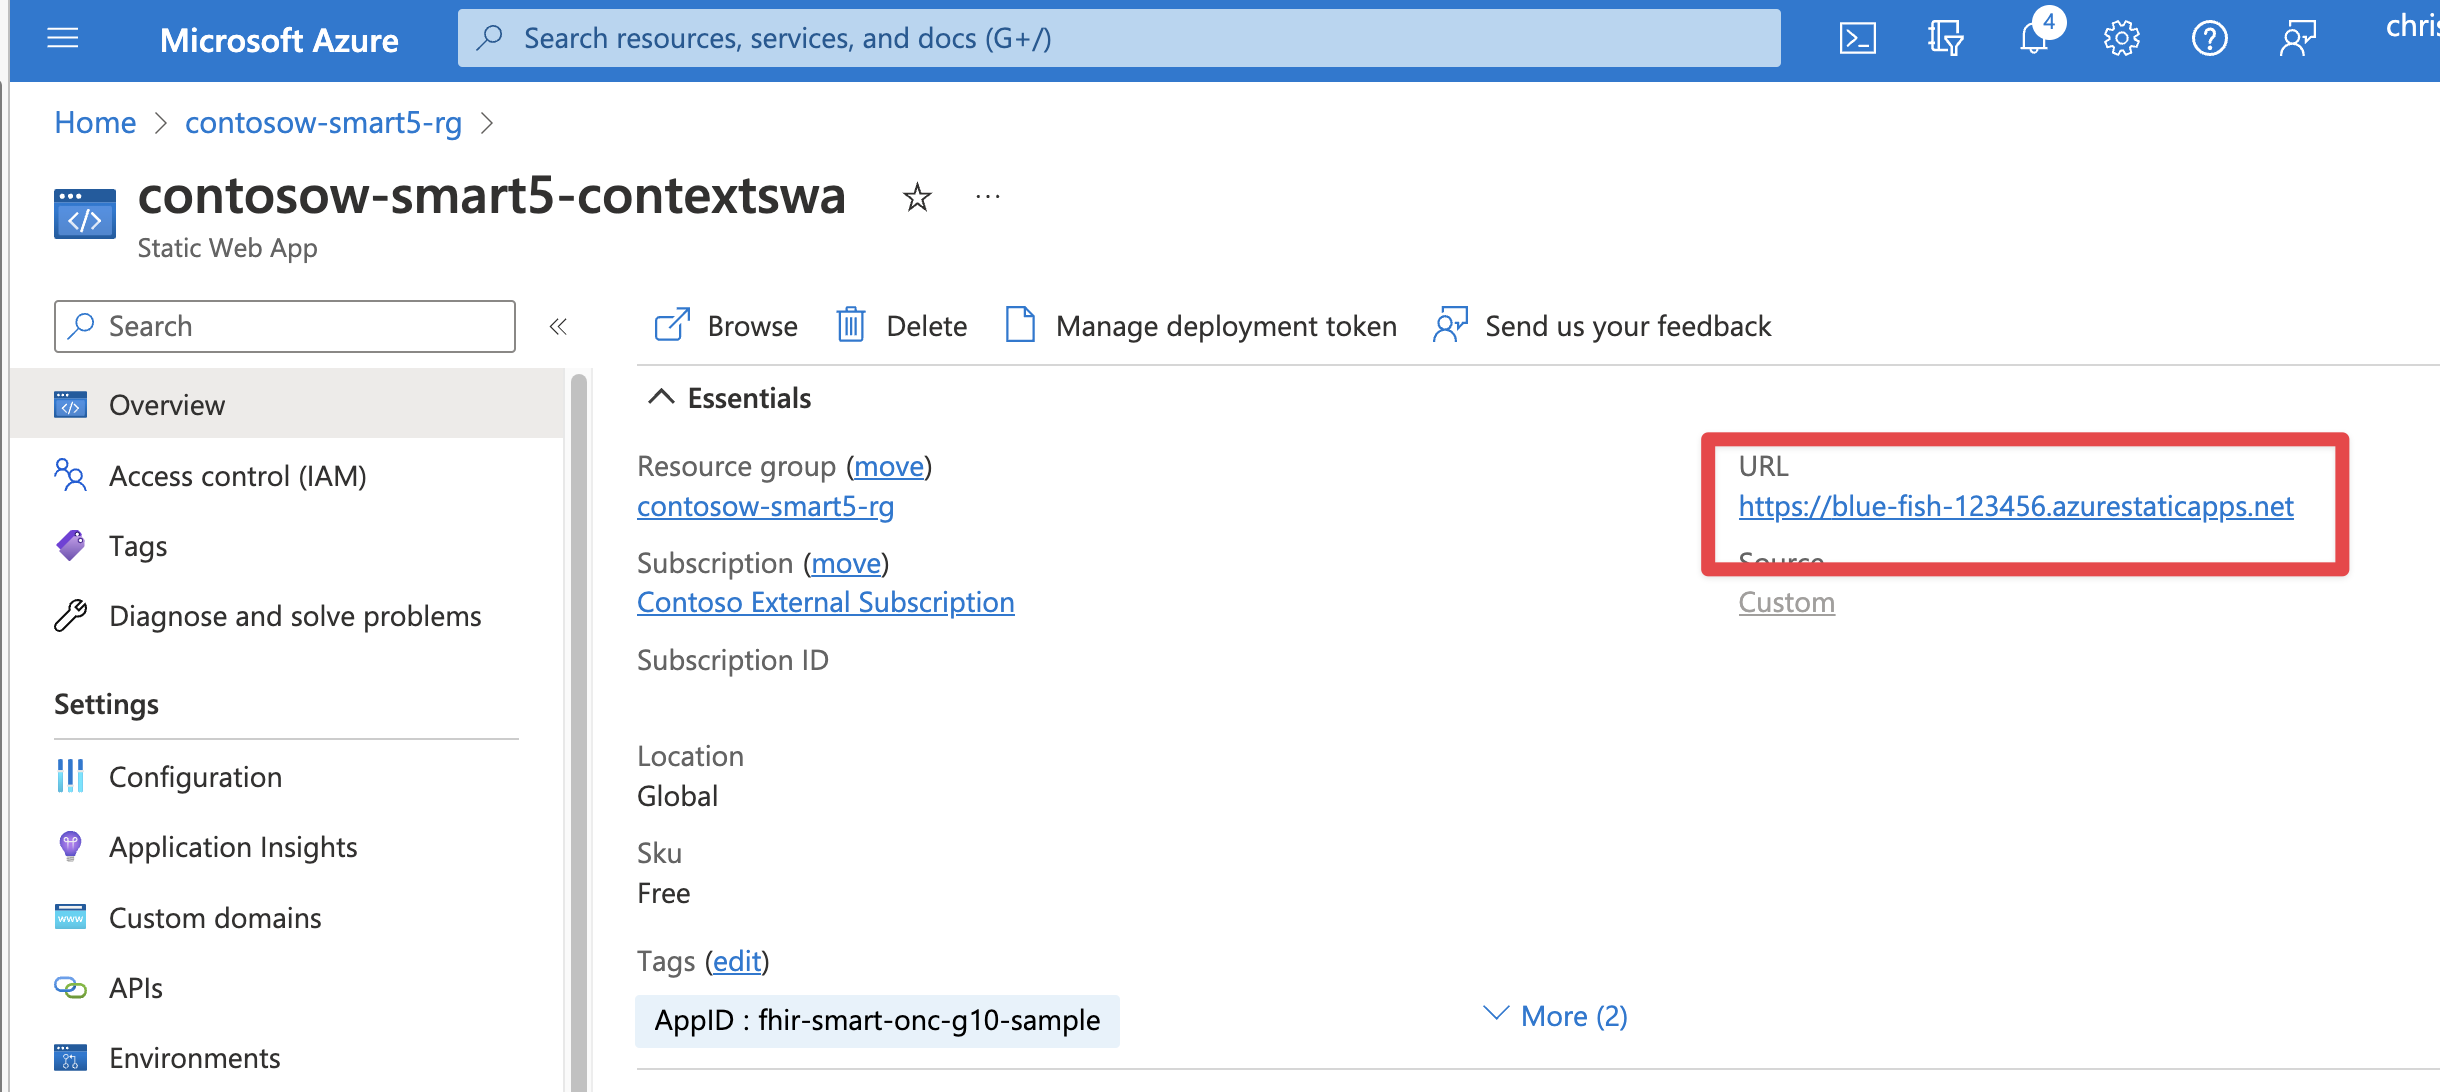 Microsoft Azure
Search resources, services, and docs (G+/)
4
Home > contosow-smart5-rg >
contosow-smart5-contextswa
Static Web App
Search
Browse
Delete
Manage deployment token
Send us your feedback
Overview
Access control (IAM)
Tags
Diagnose and solve problems
Settings
Configuration
Application Insights
Custom domains
APIs
Environments
Essentials
Resource group (move)
contosow-smart5-rg
Subscription (move)
Contoso External Subscription
Subscription ID
Location
Global
Sku
Free
Tags (edit)
AppID : fhir-smart-onc-g10-sample
More (2)
URL
https://blue-fish-123456.azurestaticapps.net
Source
Custom